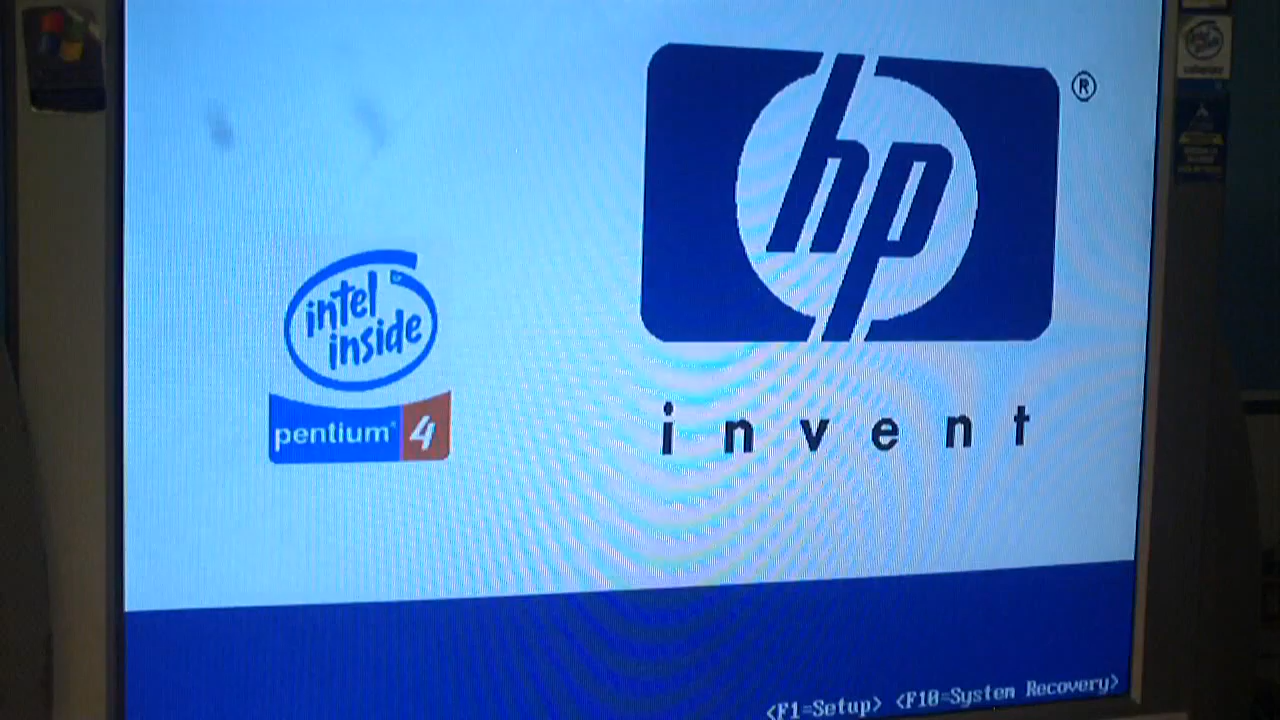 hp
®
intel
inside
pentium®
4
i n v e n t
<F1=Setup> <F10=System Recovery>